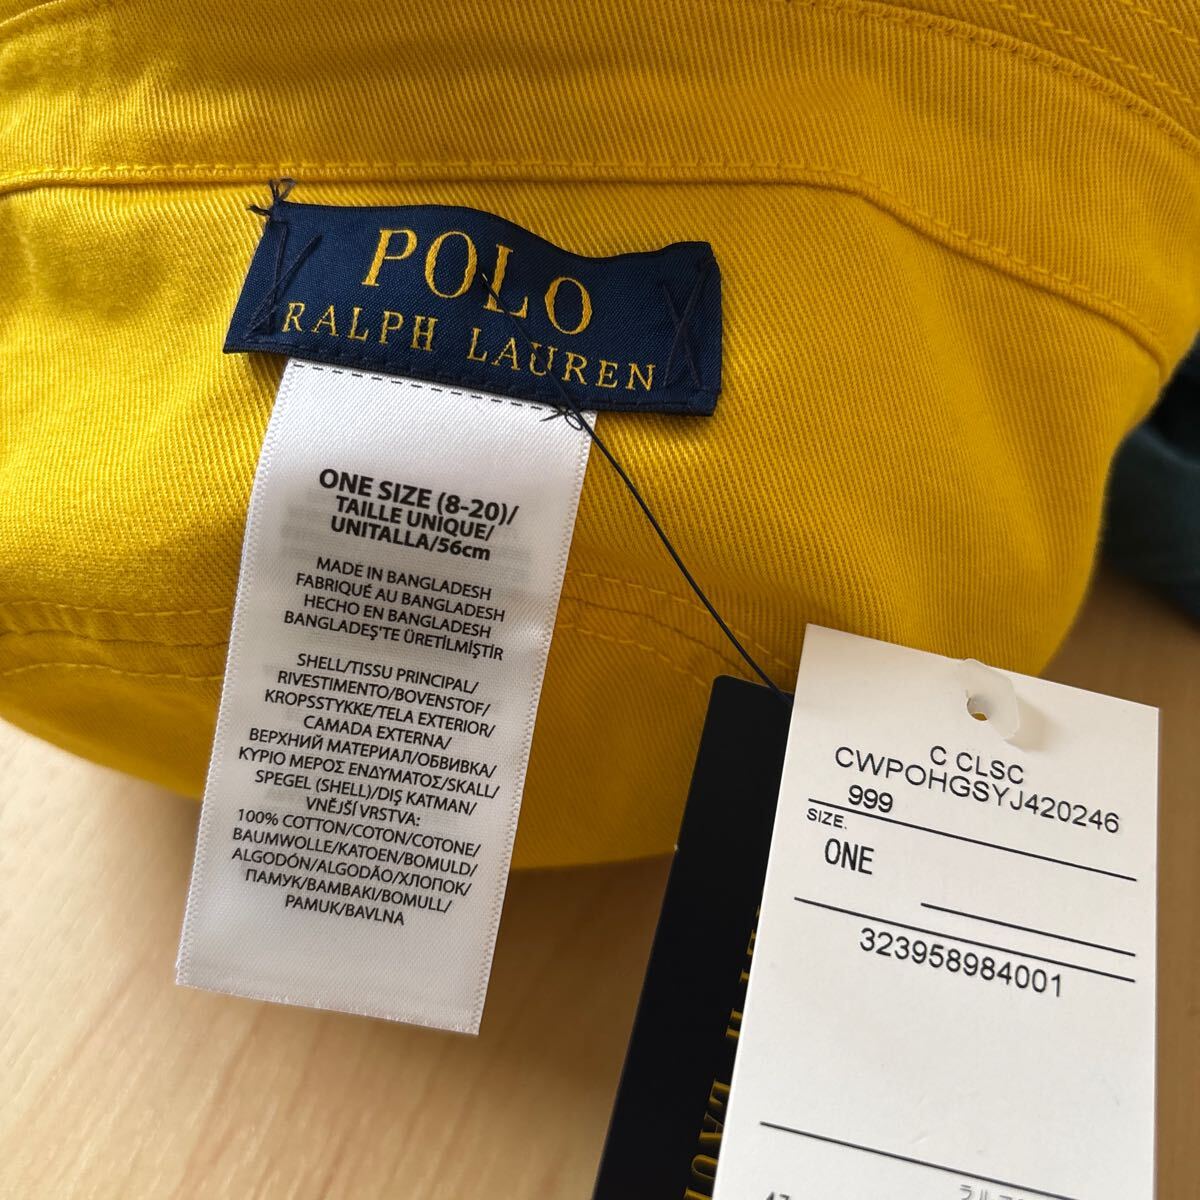 POLO
RALPH LAUREN
ONE SIZE (8-20)/
TAILLE UNIQUE/
UNITALLA/56cm
MADE IN BANGLADESH
FABRIQUÉ AU BANGLADESH
HECHO EN BANGLADESH
BANGLADEŞ'TE ÜRETİLMİŞTİR
SHELL/TISSU PRINCIPAL/
RIVESTIMENTO/BOVENSTOF/
KROPSSTYKKE/TELA EXTERIOR/
CAMADA EXTERNA/
ВЕРХНИЙ МАТЕРИАЛ/ОБВИВКА/
ΚΥΡΙΟ ΜΕΡΟΣ ΕΝΔΥΜΑΤΟΣ/SKALL/
SPEGEL (SHELL)/DIŞ KATMAN/
VNĚJŠÍ VRSTVA:
100% COTTON/COTON/COTONE/
BAUMWOLLE/KATOEN/BOMULD/
ALGODÓN/ALGODÃO/ХЛОПОК/
ПАМУК/ΒΑΜΒΑΚΙ/BOMULL/
PAMUK/BAVLNA
C CLSC
CWPOHGSYJ420246
999
SIZE.
ONE
323958984001